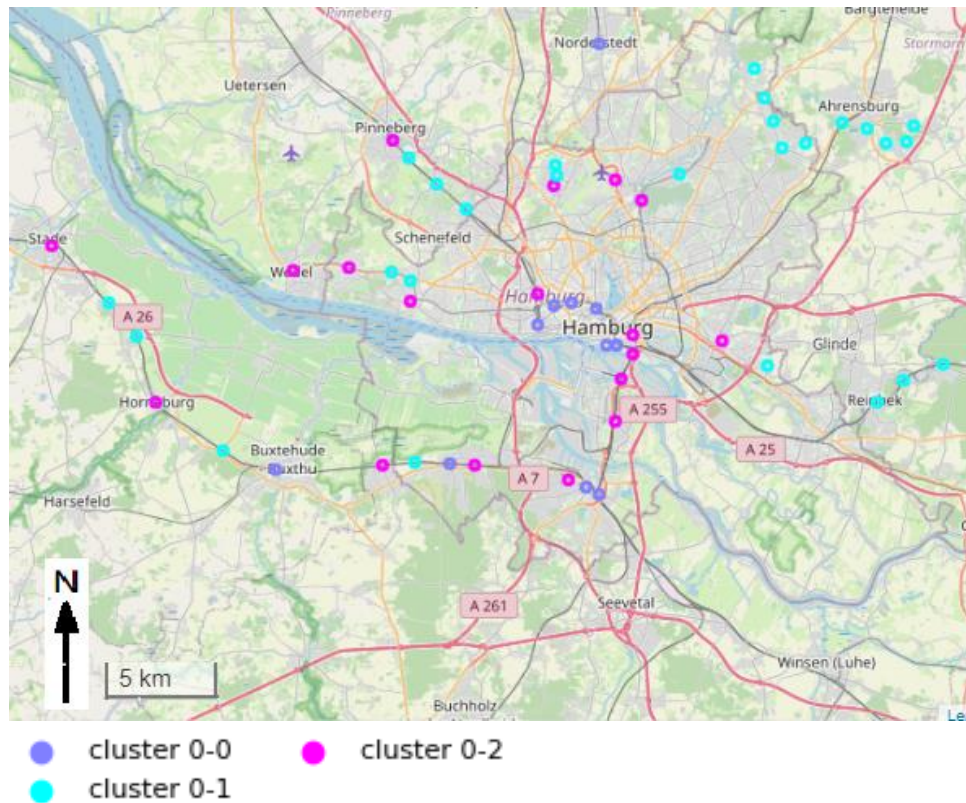 Pinneberg
Bargteheide
Norderstedt
Stormarn
Uetersen
Ahrensburg
Pinneberg
Stade
Schenefeld
Wedel
Hamburg
A 26
Hamburg
Glinde
Horneburg
A 255
Reinbek
Buxtehude
Buxthu
A 7
A 25
Harsefeld
N
A 261
Seevetal
5 km
Winsen (Luhe)
Buchholz
Le
cluster 0-0
cluster 0-2
cluster 0-1